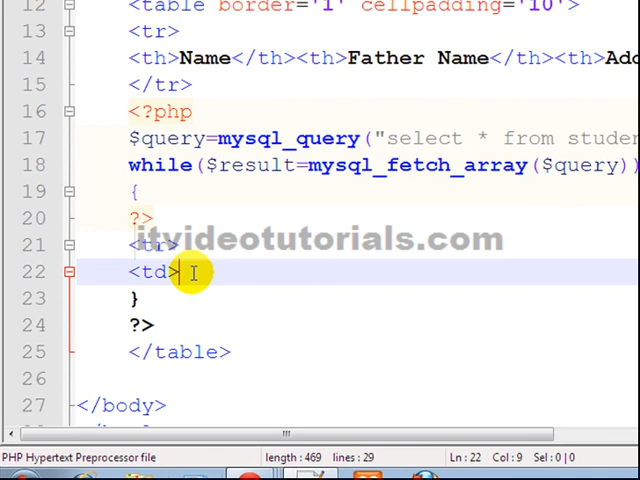 12 <table border='1' cellpadding='10'>
13 <tr>
14 <th>Name</th><th>Father Name</th><th>Add
15 </tr>
16 <?php
17 $query=mysql_query("select * from studen
18 while($result=mysql_fetch_array($query))
19 {
20 ?>
21 <tr>
itvideotutorials.com
22 <td>
23 }
24 ?>
25 </table>
26
27 </body>
PHP Hypertext Preprocessor file length : 469 lines : 29 Ln : 22 Col : 9 Sel : 0 | 0